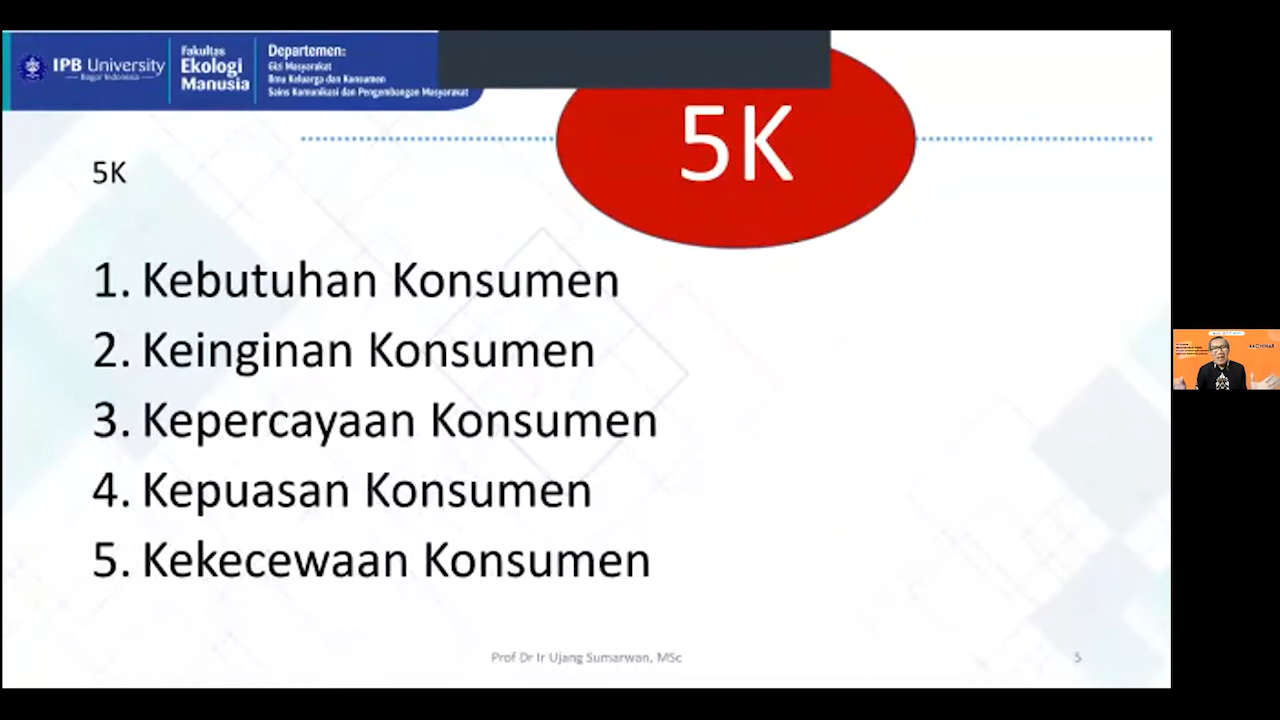 IPB University
Bogor Indonesia
Fakultas
Ekologi
Manusia
Departemen:
Gizi Masyarakat
Ilmu Keluarga dan Konsumen
Sains Komunikasi dan Pengembangan Masyarakat
5K
5K
1. Kebutuhan Konsumen
2. Keinginan Konsumen
3. Kepercayaan Konsumen
4. Kepuasan Konsumen
5. Kekecewaan Konsumen
Prof Dr Ir Ujang Sumarwan, MSc
5